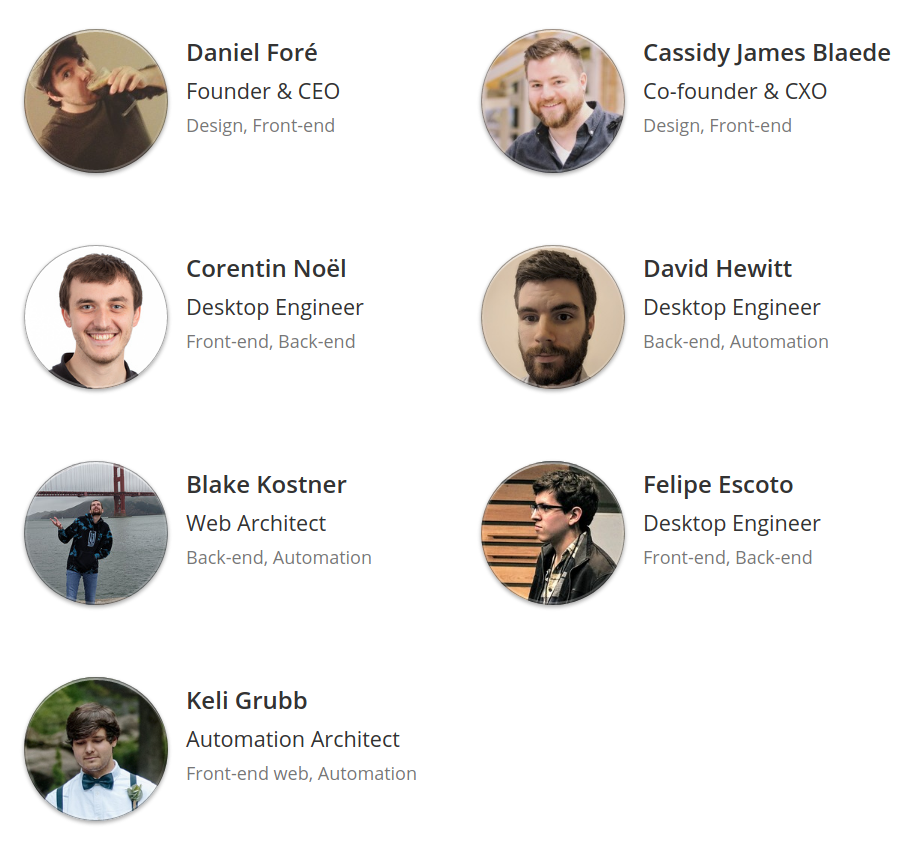 Daniel Foré
Founder & CEO
Design, Front-end
Cassidy James Blaede
Co-founder & CXO
Design, Front-end
Corentin Noël
Desktop Engineer
Front-end, Back-end
David Hewitt
Desktop Engineer
Back-end, Automation
Blake Kostner
Web Architect
Back-end, Automation
Felipe Escoto
Desktop Engineer
Front-end, Back-end
Keli Grubb
Automation Architect
Front-end web, Automation